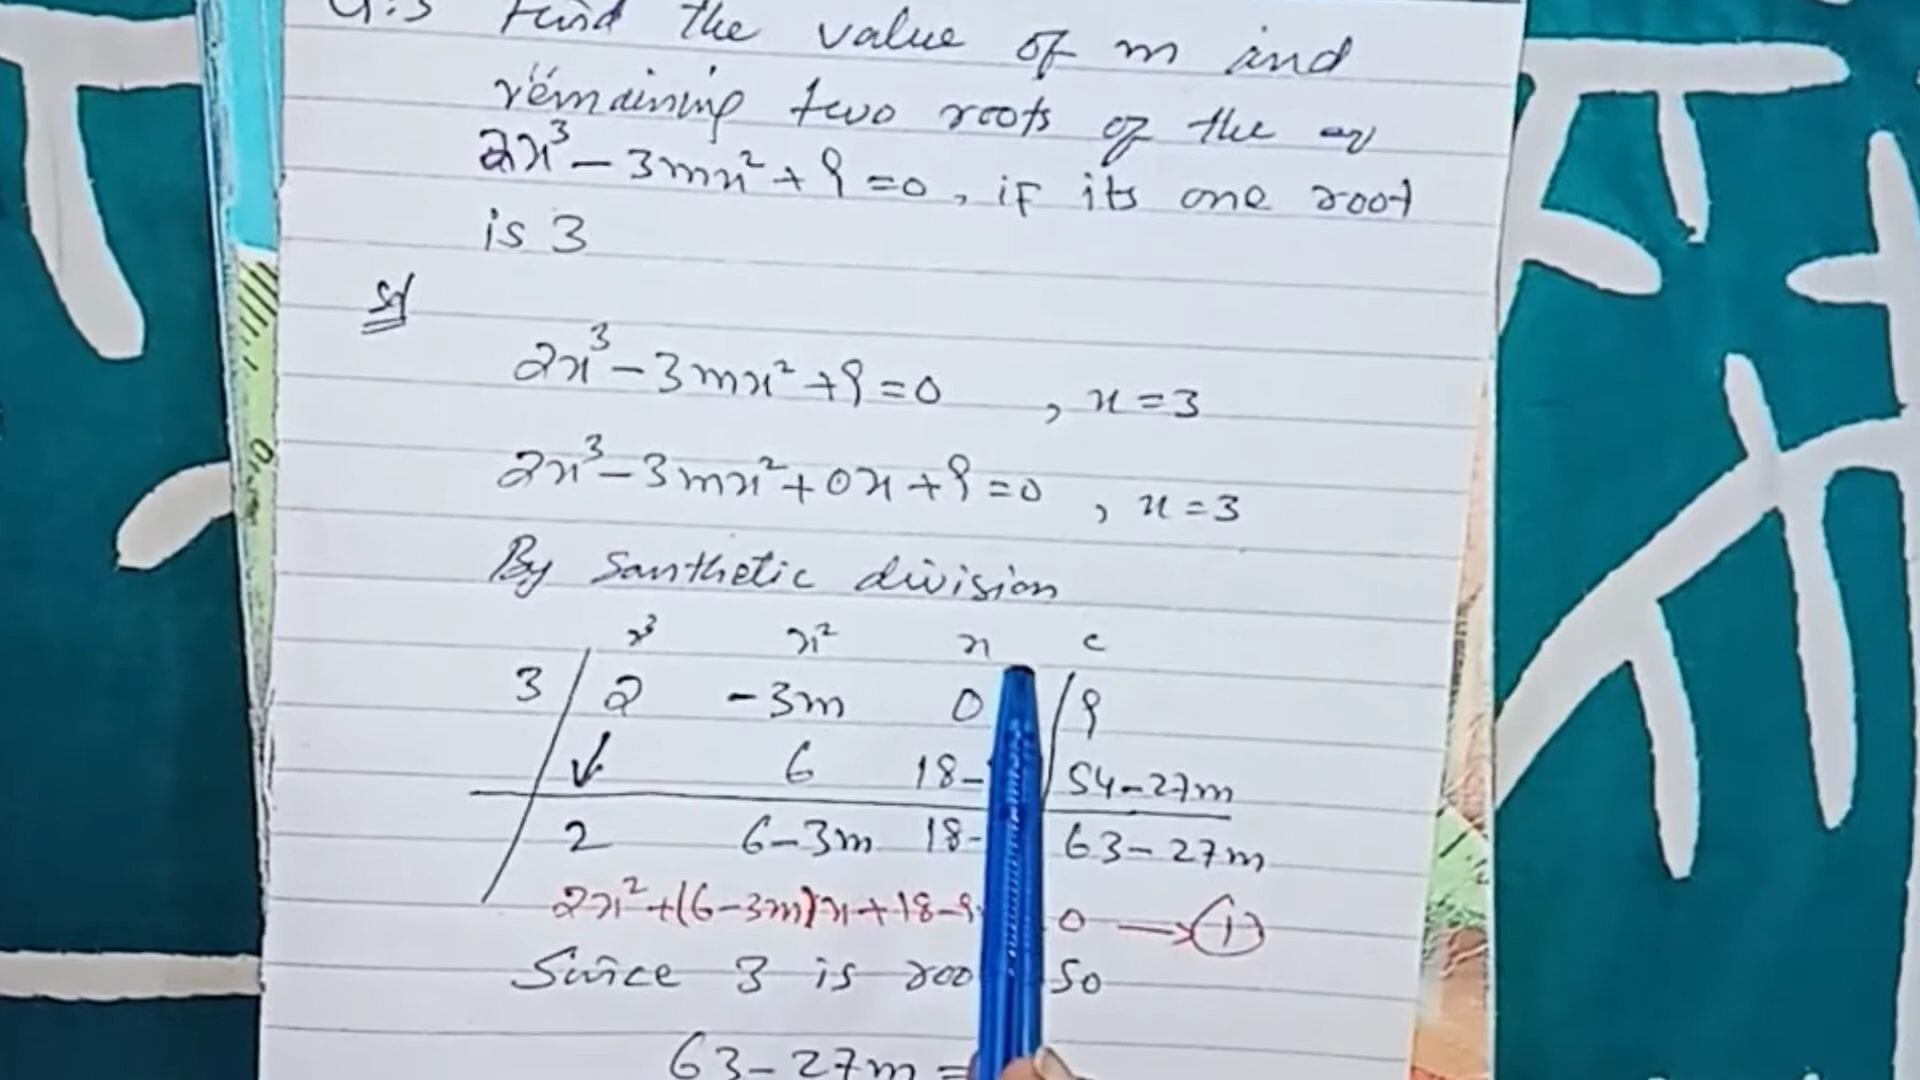 Q.3 Find the value of m and
remaining two roots of the eq
2x³ - 3mx² + 9 = 0, if its one root
is 3
Sol
2x³ - 3mx² + 9 = 0 , x = 3
2x³ - 3mx² + 0x + 9 = 0 , x = 3
By Santhetic division
x³ x² x c
3 2 -3m 0 9
↓ 6 18- 54-27m
2 6-3m 18- 63-27m
2x²+(6-3m)x+18-9 0 → 1
Since 3 is roo so
63-27m =